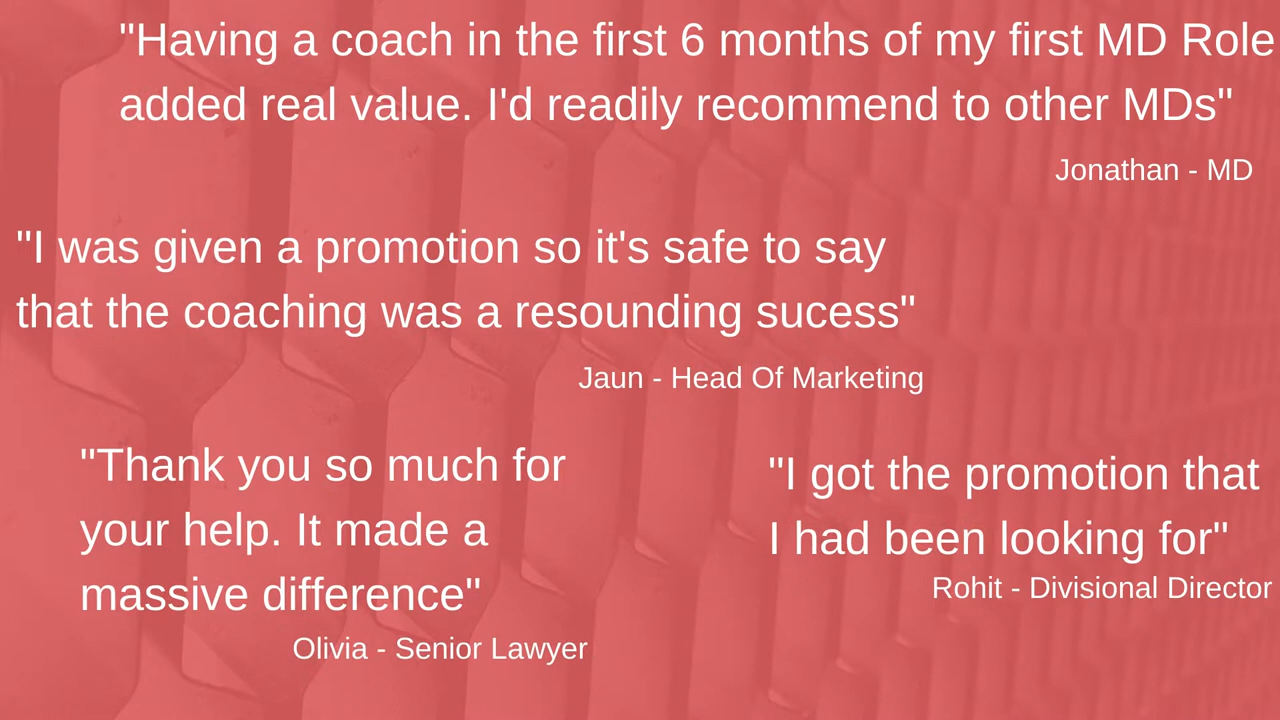 "Having a coach in the first 6 months of my first MD Role
added real value. I'd readily recommend to other MDs"
Jonathan - MD
"I was given a promotion so it's safe to say
that the coaching was a resounding sucess"
Jaun - Head Of Marketing
"Thank you so much for
your help. It made a
massive difference"
Olivia - Senior Lawyer
"I got the promotion that
I had been looking for"
Rohit - Divisional Director